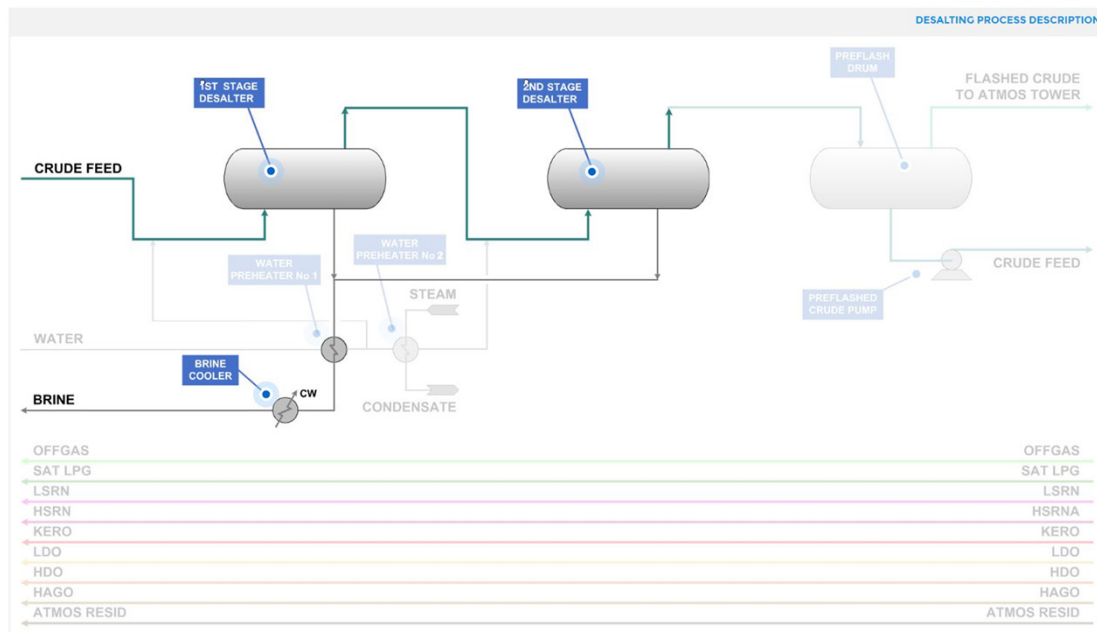 DESALTING PROCESS DESCRIPTION
1ST STAGE
DESALTER
2ND STAGE
DESALTER
PREFLASH
DRUM
FLASHED CRUDE
TO ATMOS TOWER
CRUDE FEED
WATER
PREHEATER No 1
WATER
PREHEATER No 2
CRUDE FEED
STEAM
PREFLASHED
CRUDE PUMP
WATER
BRINE
COOLER
CW
BRINE
CONDENSATE
OFFGAS OFFGAS
SAT LPG SAT LPG
LSRN LSRN
HSRN HSRNA
KERO KERO
LDO LDO
HDO HDO
HAGO HAGO
ATMOS RESID ATMOS RESID